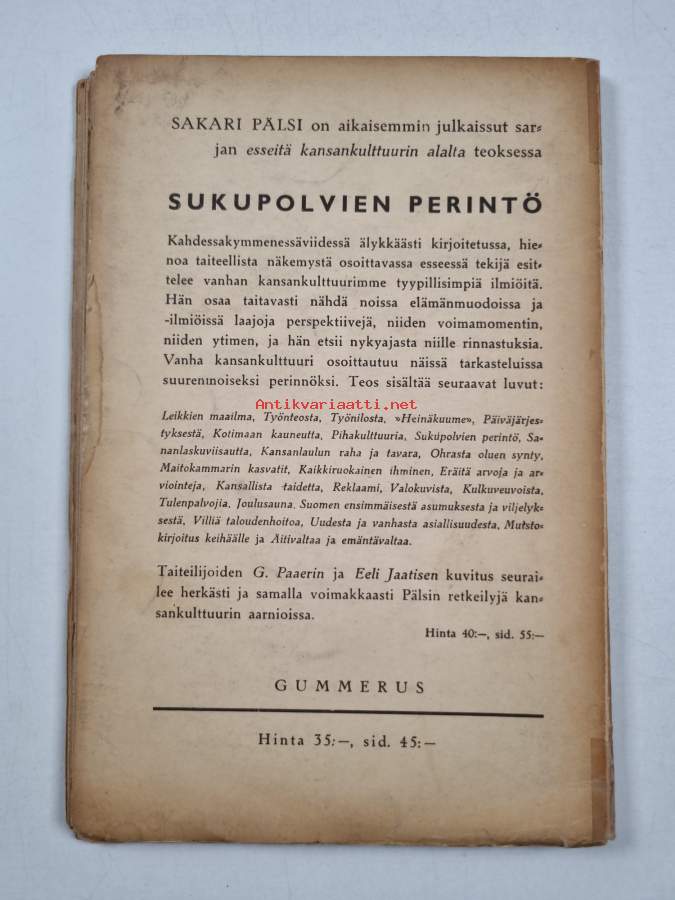 SAKARI PÄLSI on aikaisemmin julkaissut sar-
jan esseitä kansankulttuurin alalta teoksessa
SUKUPOLVIEN PERINTÖ
Kahdessakymmenessäviidessä älykkäästi kirjoitetussa, hie-
noa taiteellista näkemystä osoittavassa esseessä tekijä esit-
telee vanhan kansankulttuurimme tyypillisimpiä ilmiöitä.
Hän osaa taitavasti nähdä noissa elämänmuodoissa ja
-ilmiöissä laajoja perspektiivejä, niiden voimamomentin,
niiden ytimen, ja hän etsii nykyajasta niille rinnastuksia.
Vanha kansankulttuuri osoittautuu näissä tarkasteluissa
suurenmoiseksi perinnöksi. Teos sisältää seuraavat luvut:
Antikvariaatti.net
Leikkien maailma, Työnteosta, Työnilosta, »Heinäkuume», Päiväjärjes-
tyksestä, Kotimaan kauneutta, Pihakulttuuria, Sukupolvien perintö, Sa-
nanlaskuviisautta, Kansanlaulun raha ja tavara, Ohrasta oluen synty,
Maitokammarin kasvatit, Kaikkiruokainen ihminen, Eräitä arvoja ja ar-
viointeja, Kansallista taidetta, Reklaami, Valokuvista, Kulkuveuvoista,
Tulenpalvojia, Joulusauna, Suomen ensimmäisestä asumuksesta ja viljelyk-
sestä, Villiä taloudenhoitoa, Uudesta ja vanhasta asiallisuudesta, Mutsto-
kirjoitus keihäälle ja Äitivaltaa ja emäntävaltaa.
Taiteilijoiden G. Paaerin ja Eeli Jaatisen kuvitus seurai-
lee herkästi ja samalla voimakkaasti Pälsin retkeilyjä kan-
sankulttuurin aarnioissa.
Hinta 40:—, sid. 55:—
GUMMERUS
Hinta 35:—, sid. 45:—